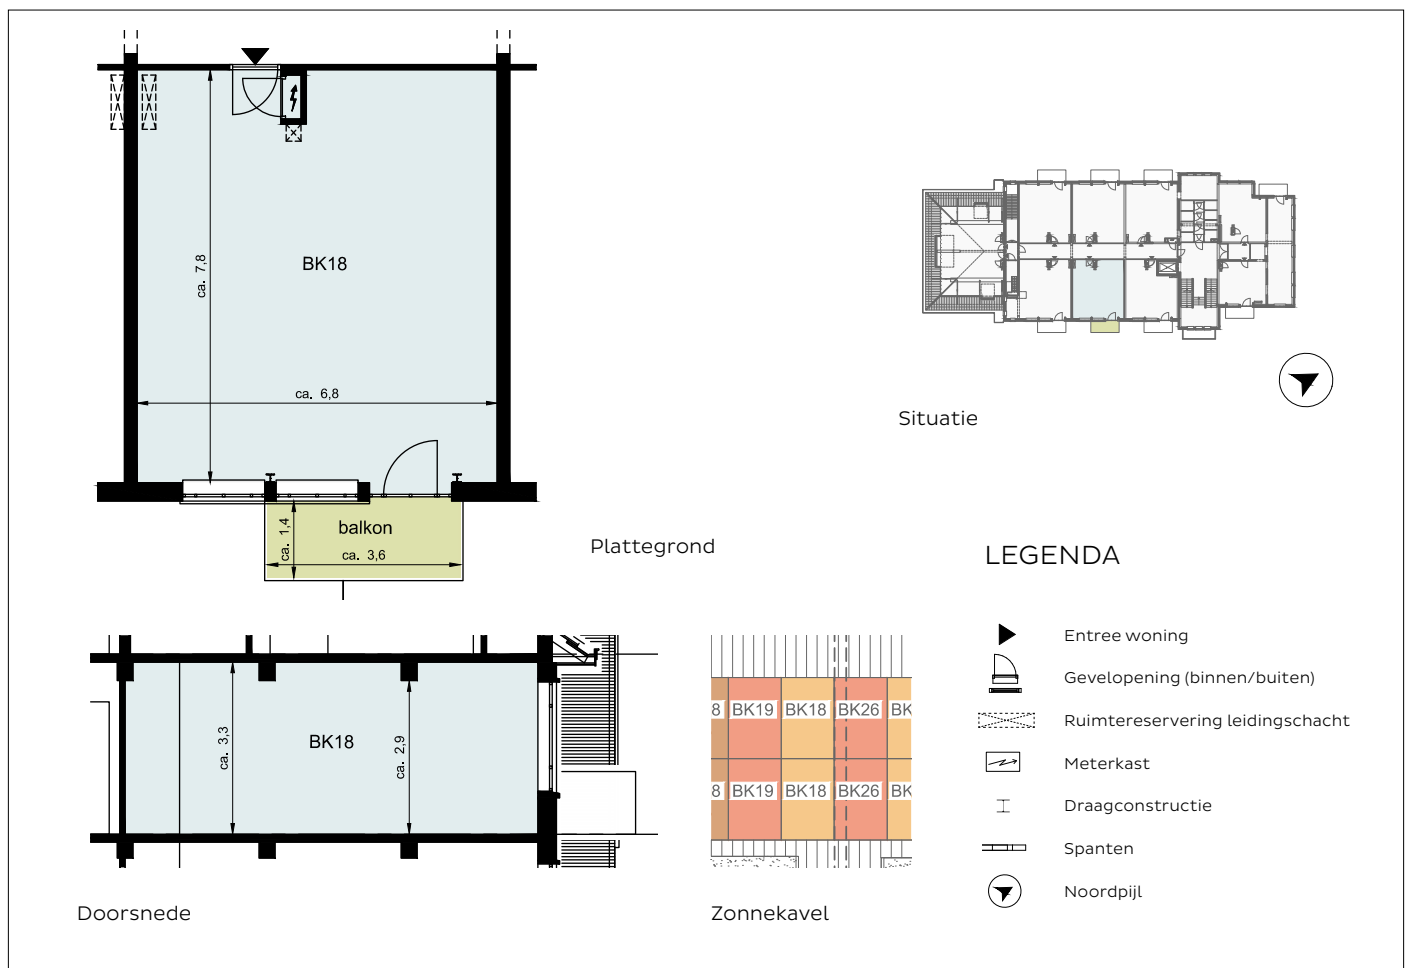 BK18
ca. 7,8
ca. 6,8
balkon
ca. 1,4
ca. 3,6
Plattegrond
Situatie
BK18
ca. 3,3
ca. 2,9
Doorsnede
8 BK19 BK18 BK26 BK
8 BK19 BK18 BK26 BK
Zonnekavel
LEGENDA
Entree woning
Gevelopening (binnen/buiten)
Ruimtereservering leidingschacht
Meterkast
Draagconstructie
Spanten
Noordpijl